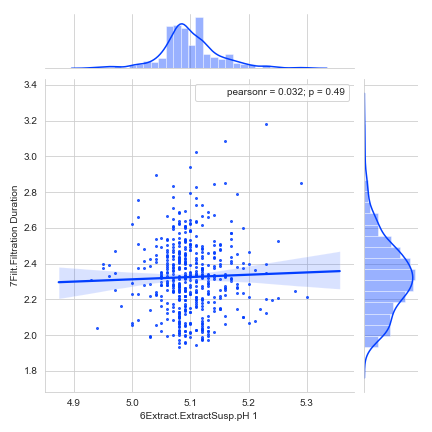 pearsonr = 0.032; p = 0.49
3.4
3.2
3.0
2.8
2.6
2.4
2.2
2.0
1.8
7Filt.Filtration Duration
4.9 5.0 5.1 5.2 5.3
6Extract.ExtractSusp.pH 1